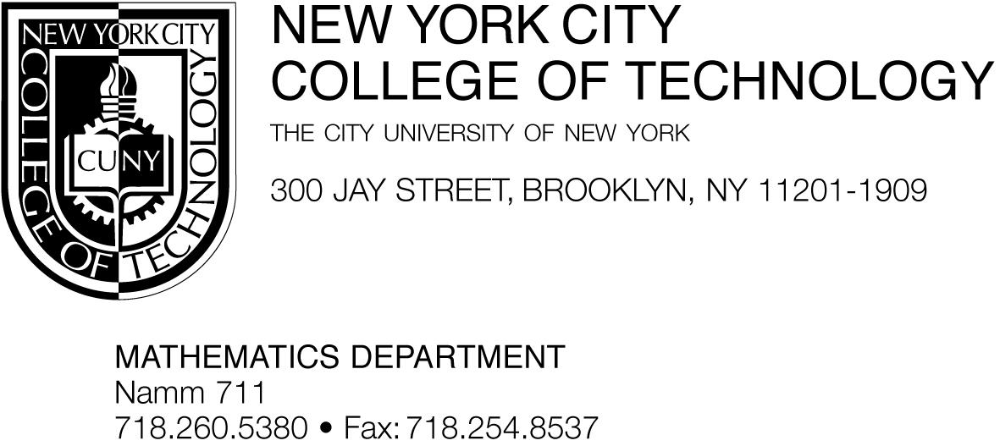 NEW YORK CITY
COLLEGE OF TECHNOLOGY
CUNY
NEW YORK CITY
COLLEGE OF TECHNOLOGY
THE CITY UNIVERSITY OF NEW YORK
300 JAY STREET, BROOKLYN, NY 11201-1909
MATHEMATICS DEPARTMENT
Namm 711
718.260.5380 • Fax: 718.254.8537